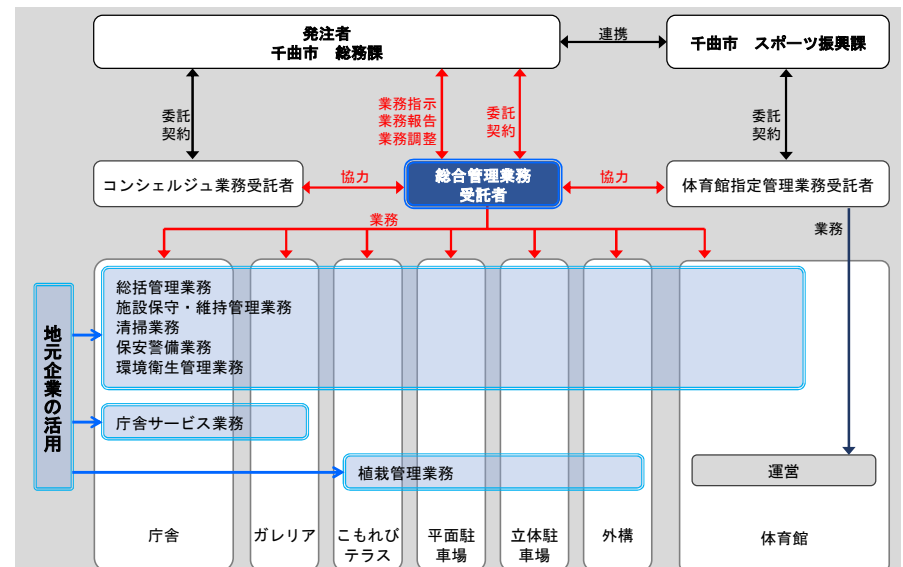 発注者
千曲市　総務課
連携
千曲市　スポーツ振興課
委託
契約
業務指示
業務報告
業務調整
委託
契約
委託
契約
コンシェルジュ業務受託者
協力
総合管理業務
受託者
協力
体育館指定管理業務受託者
業務
業務
地元企業の活用
総括管理業務
施設保守・維持管理業務
清掃業務
保安警備業務
環境衛生管理業務
庁舎サービス業務
植栽管理業務
運営
庁舎
ガレリア
こもれび
テラス
平面駐
車場
立体駐
車場
外構
体育館